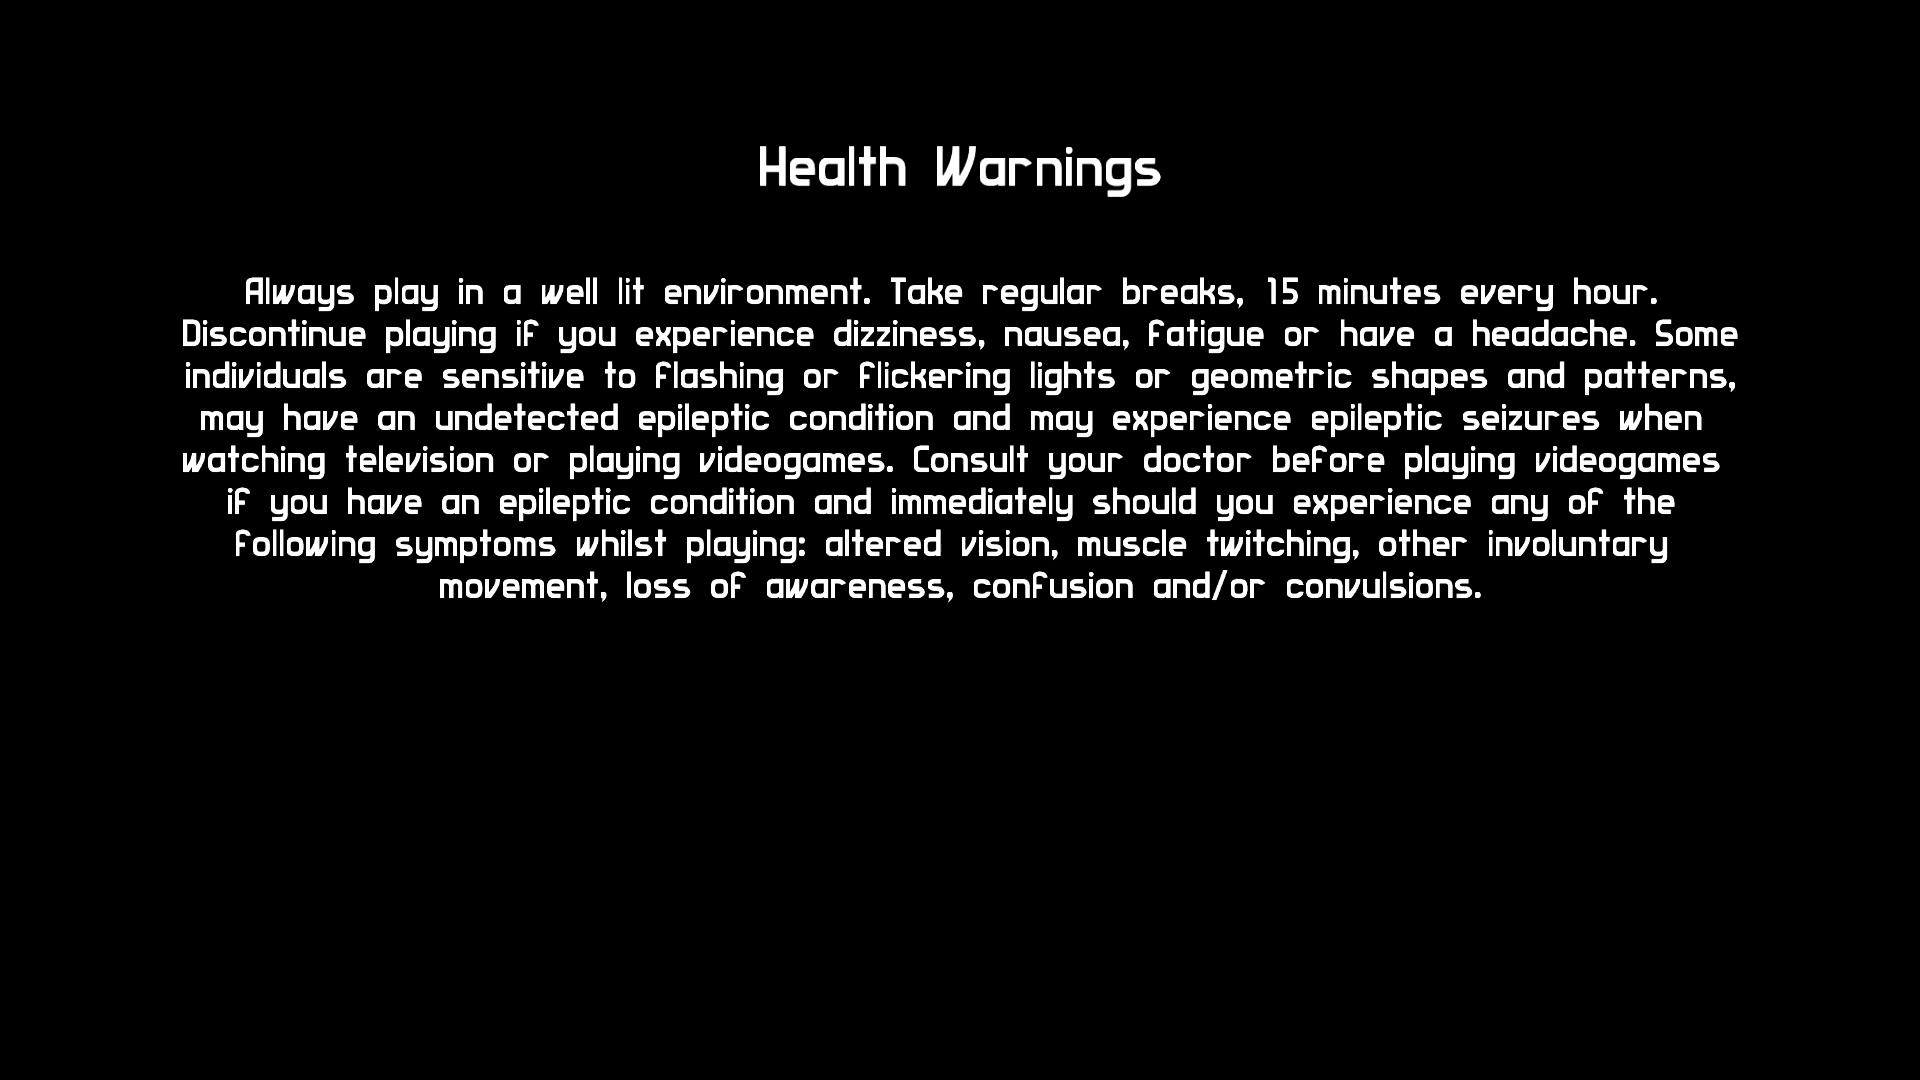 Health Warnings
Always play in a well lit environment. Take regular breaks, 15 minutes every hour.
Discontinue playing if you experience dizziness, nausea, fatigue or have a headache. Some
individuals are sensitive to flashing or flickering lights or geometric shapes and patterns,
may have an undetected epileptic condition and may experience epileptic seizures when
watching television or playing videogames. Consult your doctor before playing videogames
if you have an epileptic condition and immediately should you experience any of the
following symptoms whilst playing: altered vision, muscle twitching, other involuntary
movement, loss of awareness, confusion and/or convulsions.